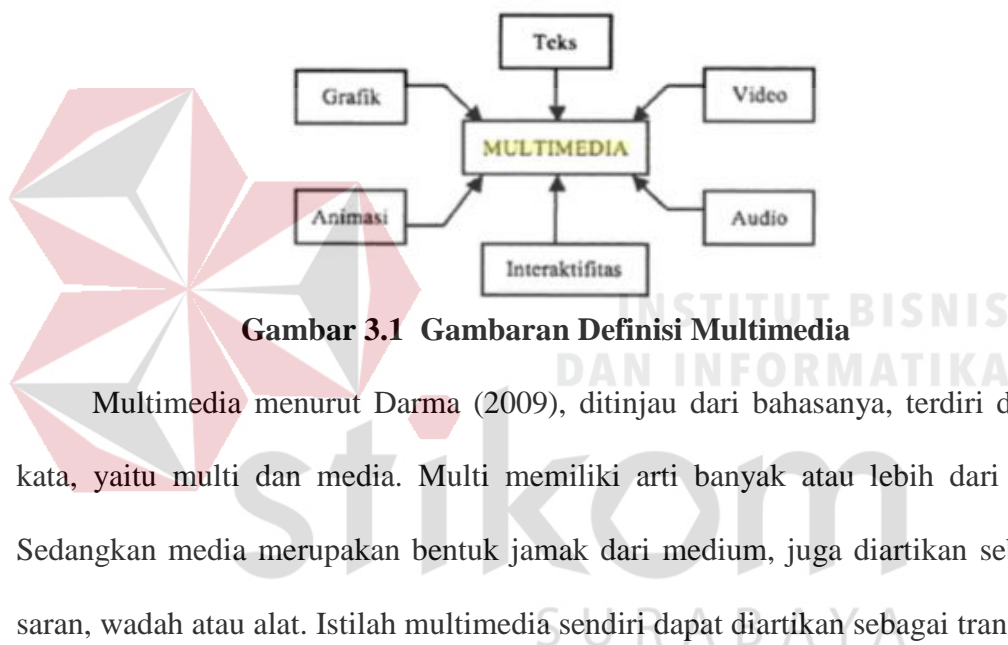 Teks
Grafik
Video
MULTIMEDIA
Animasi
Audio
Interaktifitas
INSTITUT BISNIS
Gambar 3.1 Gambaran Definisi Multimedia
DAN INFORMATIKA
Multimedia menurut Darma (2009), ditinjau dari bahasanya, terdiri
kata, yaitu multi dan media. Multi memiliki arti banyak atau lebih dari
stikom
Sedangkan media merupakan bentuk jamak dari medium, juga diartikan
saran, wadah atau alat. Istilah multimedia sendiri dapat diartikan sebagai
SURABAYA